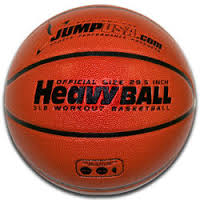 JUMPUSA.com
OFFICIAL SIZE 29.5 INCH
HeavyBALL
3LB WORKOUT BASKETBALL